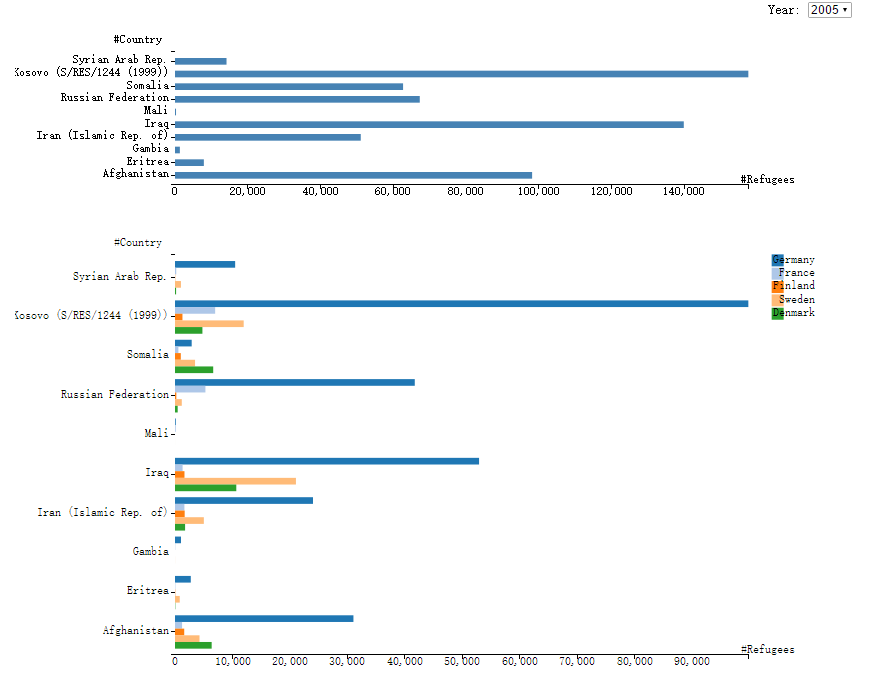 Year: 2005
#Country
Syrian Arab Rep.
Kosovo (S/RES/1244 (1999))
Somalia
Russian Federation
Mali
Iraq
Iran (Islamic Rep. of)
Gambia
Eritrea
Afghanistan
#Refugees
0 20,000 40,000 60,000 80,000 100,000 120,000 140,000
#Country
Germany
France
Finland
Sweden
Denmark
Syrian Arab Rep.
Kosovo (S/RES/1244 (1999))
Somalia
Russian Federation
Mali
Iraq
Iran (Islamic Rep. of)
Gambia
Eritrea
Afghanistan
#Refugees
0 10,000 20,000 30,000 40,000 50,000 60,000 70,000 80,000 90,000